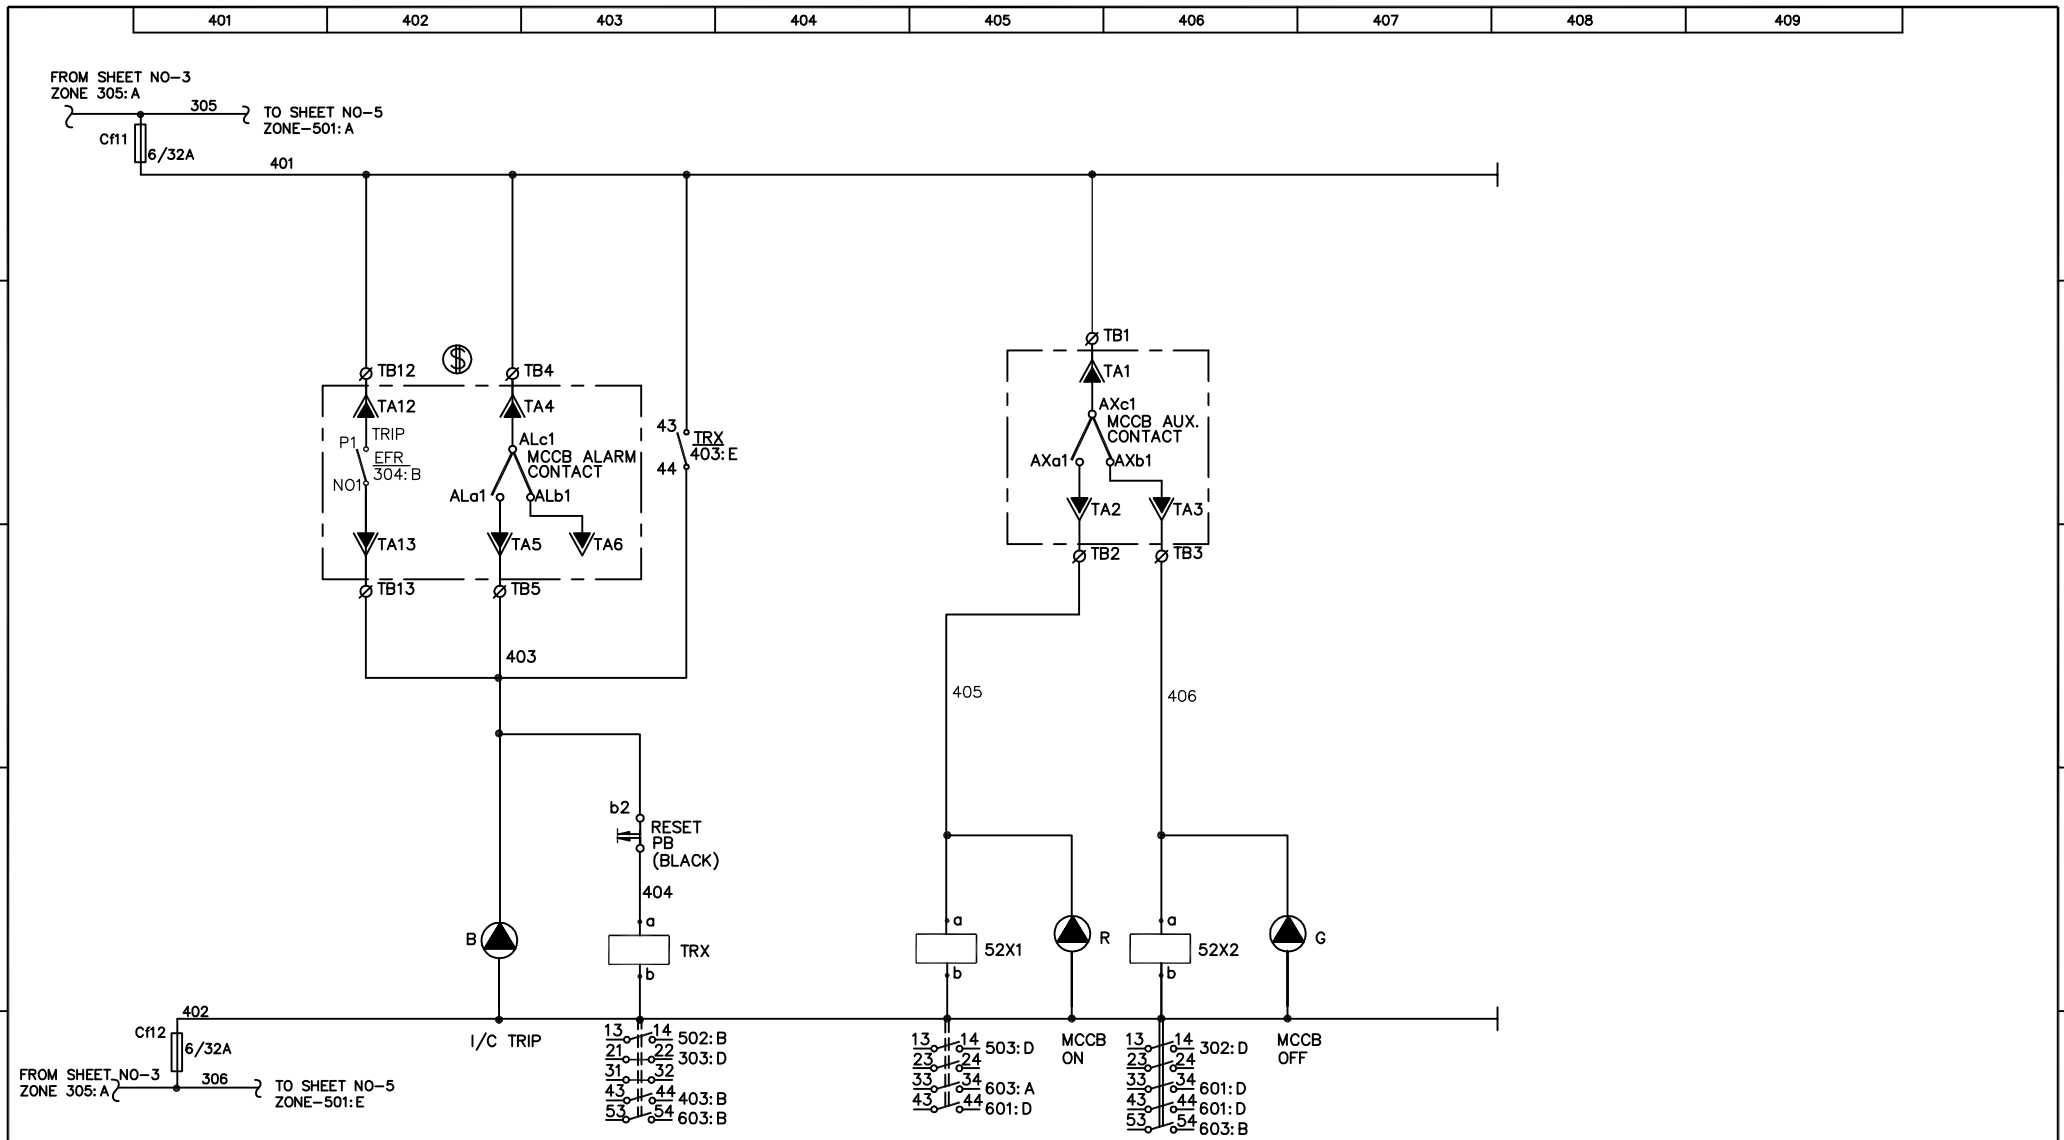 401 402 403 404 405 406 407 408 409
FROM SHEET NO-3
ZONE 305:A
305
TO SHEET NO-5
ZONE-501:A
Cf11
6/32A
401
TB1
TA1
AXc1
MCCB AUX.
CONTACT
AXa1
AXb1
TA2
TA3
TB2
TB3
TB12
$
TB4
TA12
TA4
TRIP
P1
EFR
304:B
NO1
ALc1
MCCB ALARM
CONTACT
ALa1
ALb1
43
TRX
403:E
44
TA13
TA5
TA6
TB13
TB5
403
405
406
b2
RESET
PB
(BLACK)
404
a
B
TRX
b
a
52X1
b
R
a
52X2
b
G
402
Cf12
6/32A
FROM SHEET NO-3
ZONE 305:A
306
TO SHEET NO-5
ZONE-501:E
I/C TRIP
13 14 502:B
21 22 303:D
31 32
43 44 403:B
53 54 603:B
13 14 503:D
23 24
33 34 603:A
43 44 601:D
MCCB
ON
13 14 302:D
23 24
33 34 601:D
43 44 601:D
53 54 603:B
MCCB
OFF